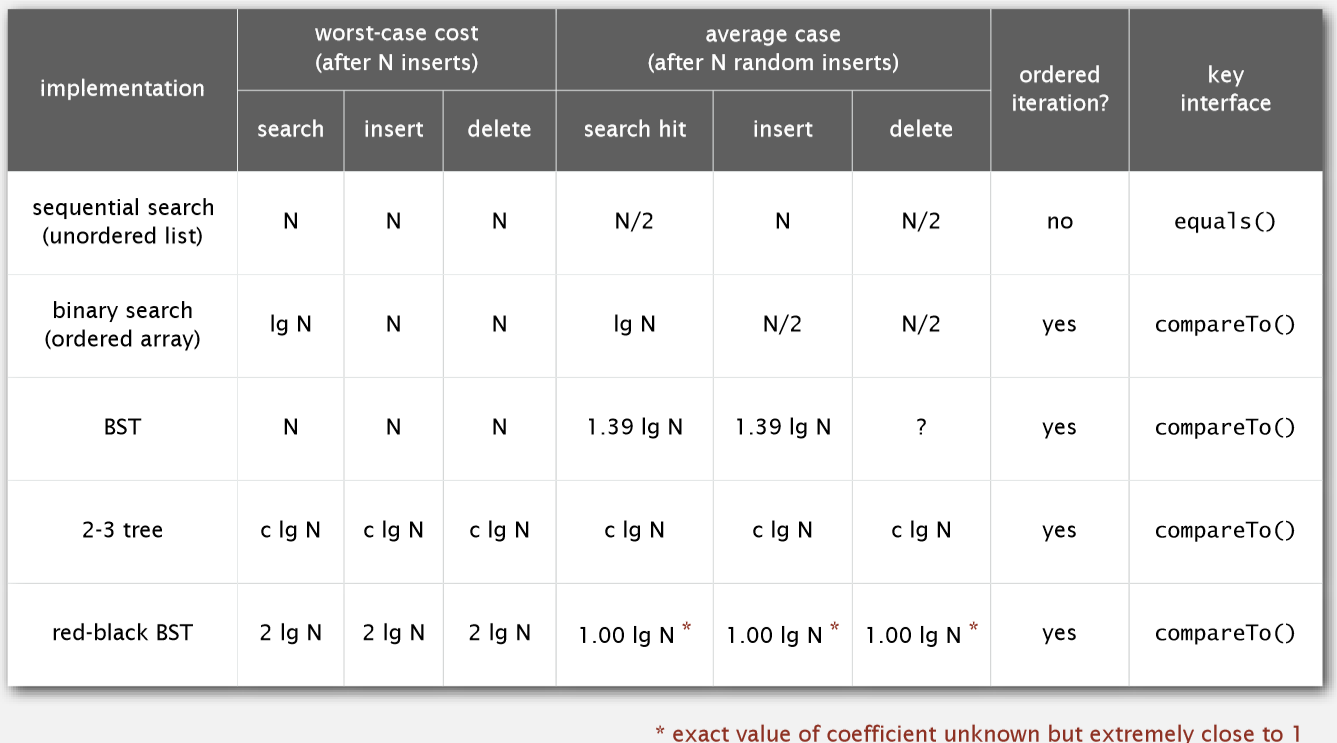 implementation
worst-case cost
(after N inserts)
average case
(after N random inserts)
ordered
iteration?
key
interface
search insert delete search hit insert delete
sequential search
(unordered list)
N N N N/2 N N/2 no equals()
binary search
(ordered array)
lg N N N lg N N/2 N/2 yes compareTo()
BST N N N 1.39 lg N 1.39 lg N ? yes compareTo()
2-3 tree c lg N c lg N c lg N c lg N c lg N c lg N yes compareTo()
red-black BST 2 lg N 2 lg N 2 lg N 1.00 lg N * 1.00 lg N * 1.00 lg N * yes compareTo()
* exact value of coefficient unknown but extremely close to 1